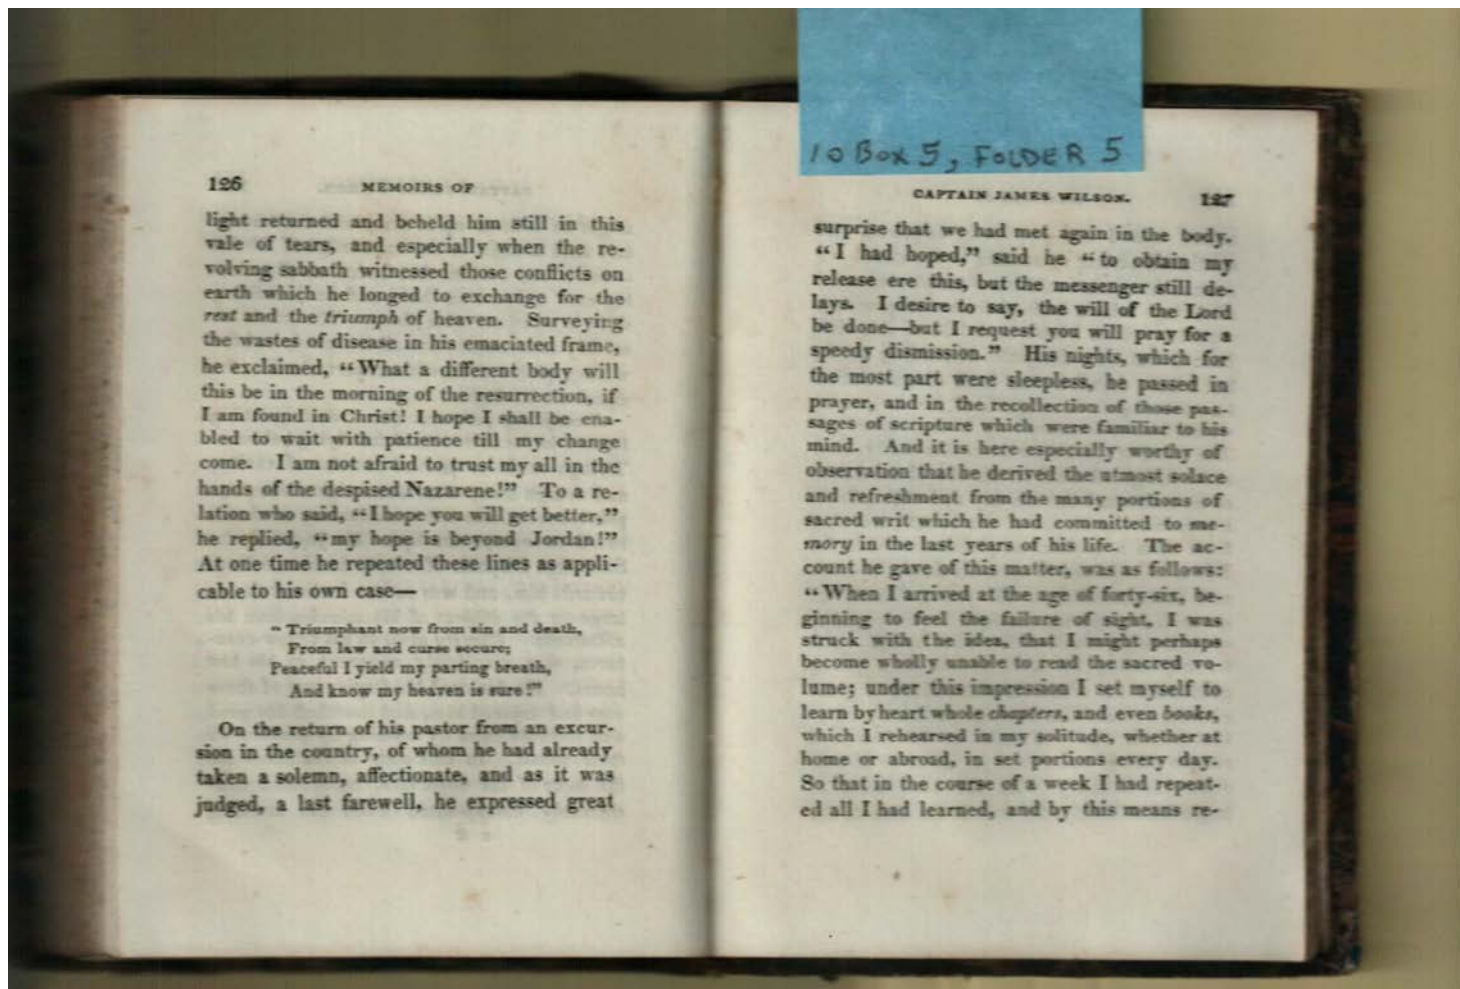 126 MEMOIRS OF
light returned and beheld him still in this
vale of tears, and especially when the re-
volving sabbath witnessed those conflicts on
earth which he longed to exchange for the
rest and the triumph of heaven. Surveying
the wastes of disease in his emaciated frame,
he exclaimed, “What a different body will
this be in the morning of the resurrection, if
I am found in Christ! I hope I shall be ena-
bled to wait with patience till my change
come. I am not afraid to trust my all in the
hands of the despised Nazarene!” To a re-
lation who said, “I hope you will get better,”
he replied, “my hope is beyond Jordan!”
At one time he repeated these lines as appli-
cable to his own case—
“Triumphant now from sin and death,
From law and curse secure;
Peaceful I yield my parting breath,
And know my heaven is sure!”
On the return of his pastor from an excur-
sion in the country, of whom he had already
taken a solemn, affectionate, and as it was
judged, a last farewell, he expressed great
10 BOX 5, FOLDER 5
CAPTAIN JAMES WILSON. 127
surprise that we had met again in the body.
“I had hoped,” said he “to obtain my
release ere this, but the messenger still de-
lays. I desire to say, the will of the Lord
be done—but I request you will pray for a
speedy dismission.” His nights, which for
the most part were sleepless, he passed in
prayer, and in the recollection of those pas-
sages of scripture which were familiar to his
mind. And it is here especially worthy of
observation that he derived the utmost solace
and refreshment from the many portions of
sacred writ which he had committed to me-
mory in the last years of his life. The ac-
count he gave of this matter, was as follows:
“When I arrived at the age of forty-six, be-
ginning to feel the failure of sight, I was
struck with the idea, that I might perhaps
become wholly unable to read the sacred vo-
lume; under this impression I set myself to
learn by heart whole chapters, and even books,
which I rehearsed in my solitude, whether at
home or abroad, in set portions every day.
So that in the course of a week I had repeat-
ed all I had learned, and by this means re-